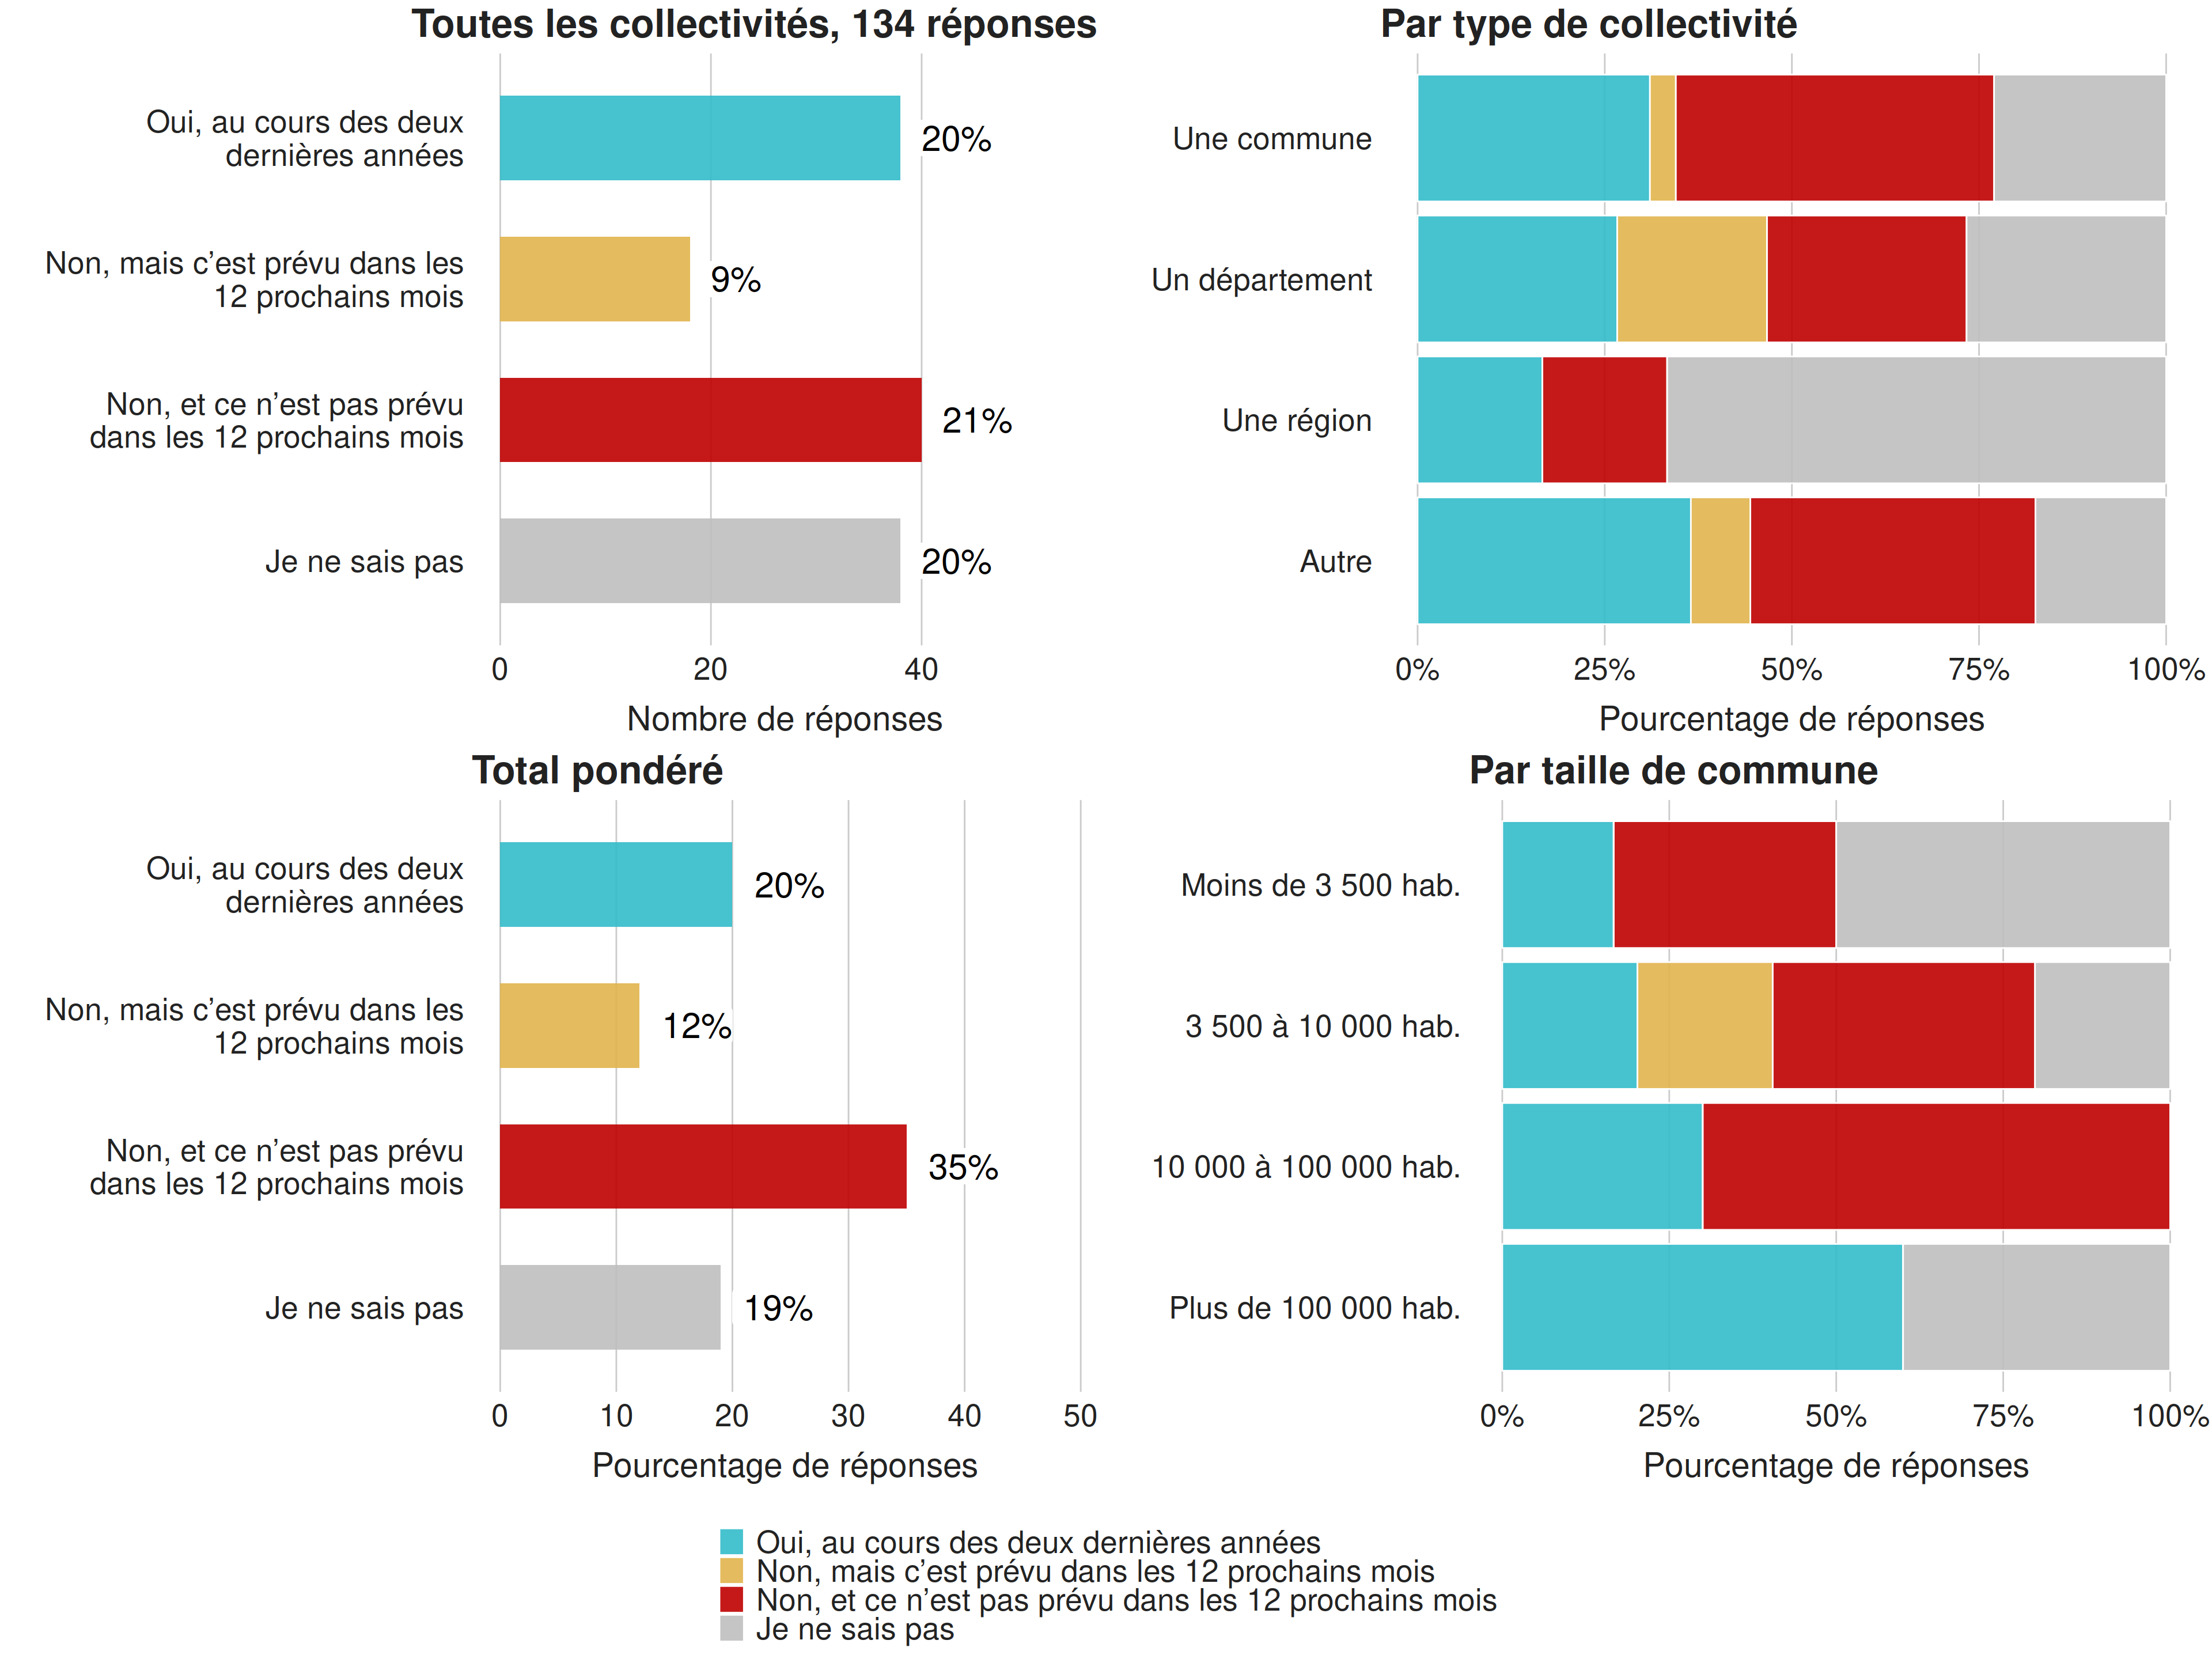 Toutes les collectivités, 134 réponses
Oui, au cours des deux
dernières années
20%
Non, mais c’est prévu dans les
12 prochains mois
9%
Non, et ce n’est pas prévu
dans les 12 prochains mois
21%
Je ne sais pas
20%
0 20 40
Nombre de réponses
Par type de collectivité
Une commune
Un département
Une région
Autre
0% 25% 50% 75% 100%
Pourcentage de réponses
Total pondéré
Oui, au cours des deux
dernières années
20%
Non, mais c’est prévu dans les
12 prochains mois
12%
Non, et ce n’est pas prévu
dans les 12 prochains mois
35%
Je ne sais pas
19%
0 10 20 30 40 50
Pourcentage de réponses
Par taille de commune
Moins de 3 500 hab.
3 500 à 10 000 hab.
10 000 à 100 000 hab.
Plus de 100 000 hab.
0% 25% 50% 75% 100%
Pourcentage de réponses
Oui, au cours des deux dernières années
Non, mais c’est prévu dans les 12 prochains mois
Non, et ce n’est pas prévu dans les 12 prochains mois
Je ne sais pas